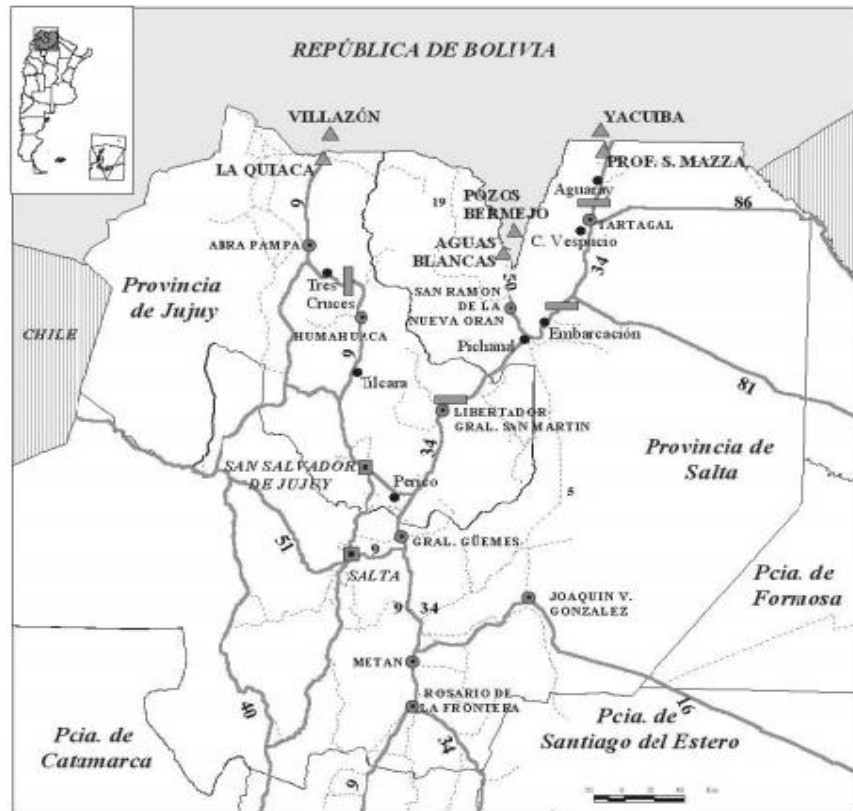 REPÚBLICA DE BOLIVIA
VILLAZÓN
YACUIBA
LA QUIACA
PROF. S. MAZZA
Aguaray
9
19
POZOS
BERMEJO
86
TARTAGAL
ABRA PAMPA
C. Vespucio
AGUAS
BLANCAS
34
Provincia
de Jujuy
Tres
Cruces
50
SAN RAMON
DE LA
NUEVA ORAN
CHILE
HUMAHUACA
Embarcación
Pichanal
9
Tilcara
81
LIBERTADOR
GRAL. SAN MARTIN
34
Provincia de
Salta
SAN SALVADOR
DE JUJUY
Perico
5
51
GRAL. GÜEMES
9
SALTA
Pcia. de
Formosa
JOAQUIN V.
GONZALEZ
9
34
METAN
ROSARIO DE
LA FRONTERA
40
16
Pcia. de
Catamarca
34
Pcia. de
Santiago del Estero
9